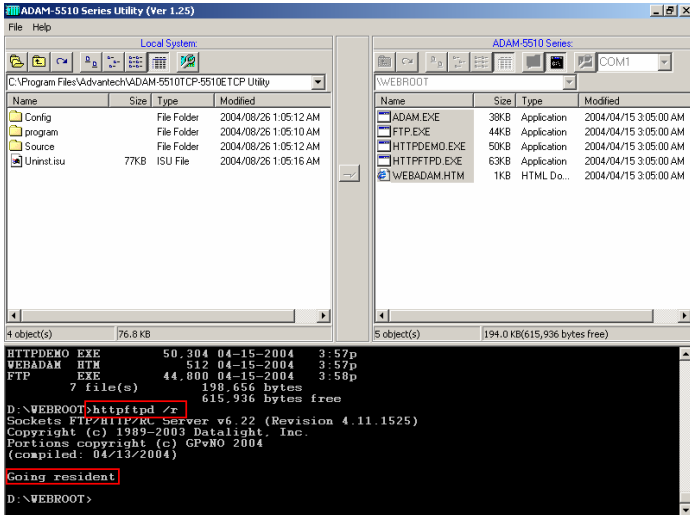 ADAM-5510 Series Utility (Ver 1.25)
File Help
Local System:
ADAM-5510 Series:
COM1
C:\Program Files\Advantech\ADAM-5510TCP-5510ETCP Utility
\WEBROOT
Name Size Type Modified
Config File Folder 2004/08/26 1:05:12 AM
program File Folder 2004/08/26 1:05:10 AM
Source File Folder 2004/08/26 1:05:12 AM
Uninst.isu 77KB ISU File 2004/08/26 1:05:16 AM
Name Size Type Modified
ADAM.EXE 38KB Application 2004/04/15 3:05:00 AM
FTP.EXE 44KB Application 2004/04/15 3:05:00 AM
HTTPDEMO.EXE 50KB Application 2004/04/15 3:05:00 AM
HTTPFTPD.EXE 63KB Application 2004/04/15 3:05:00 AM
WEBADAM.HTM 1KB HTML Do... 2004/04/15 3:05:00 AM
4 object(s) 76.8 KB
5 object(s) 194.0 KB(615,936 bytes free)
HTTPDEMO EXE 50,304 04-15-2004 3:57p
WEBADAM HTM 512 04-15-2004 3:57p
FTP EXE 44,800 04-15-2004 3:58p
7 file(s) 198,656 bytes
615,936 bytes free
D:\WEBROOT>httpftpd /r
Sockets FTP/HTTP/RC Server v6.22 (Revision 4.11.1525)
Copyright (c) 1989-2003 Datalight, Inc.
Portions copyright (c) GPvNO 2004
(compiled: 04/13/2004)
Going resident
D:\WEBROOT>